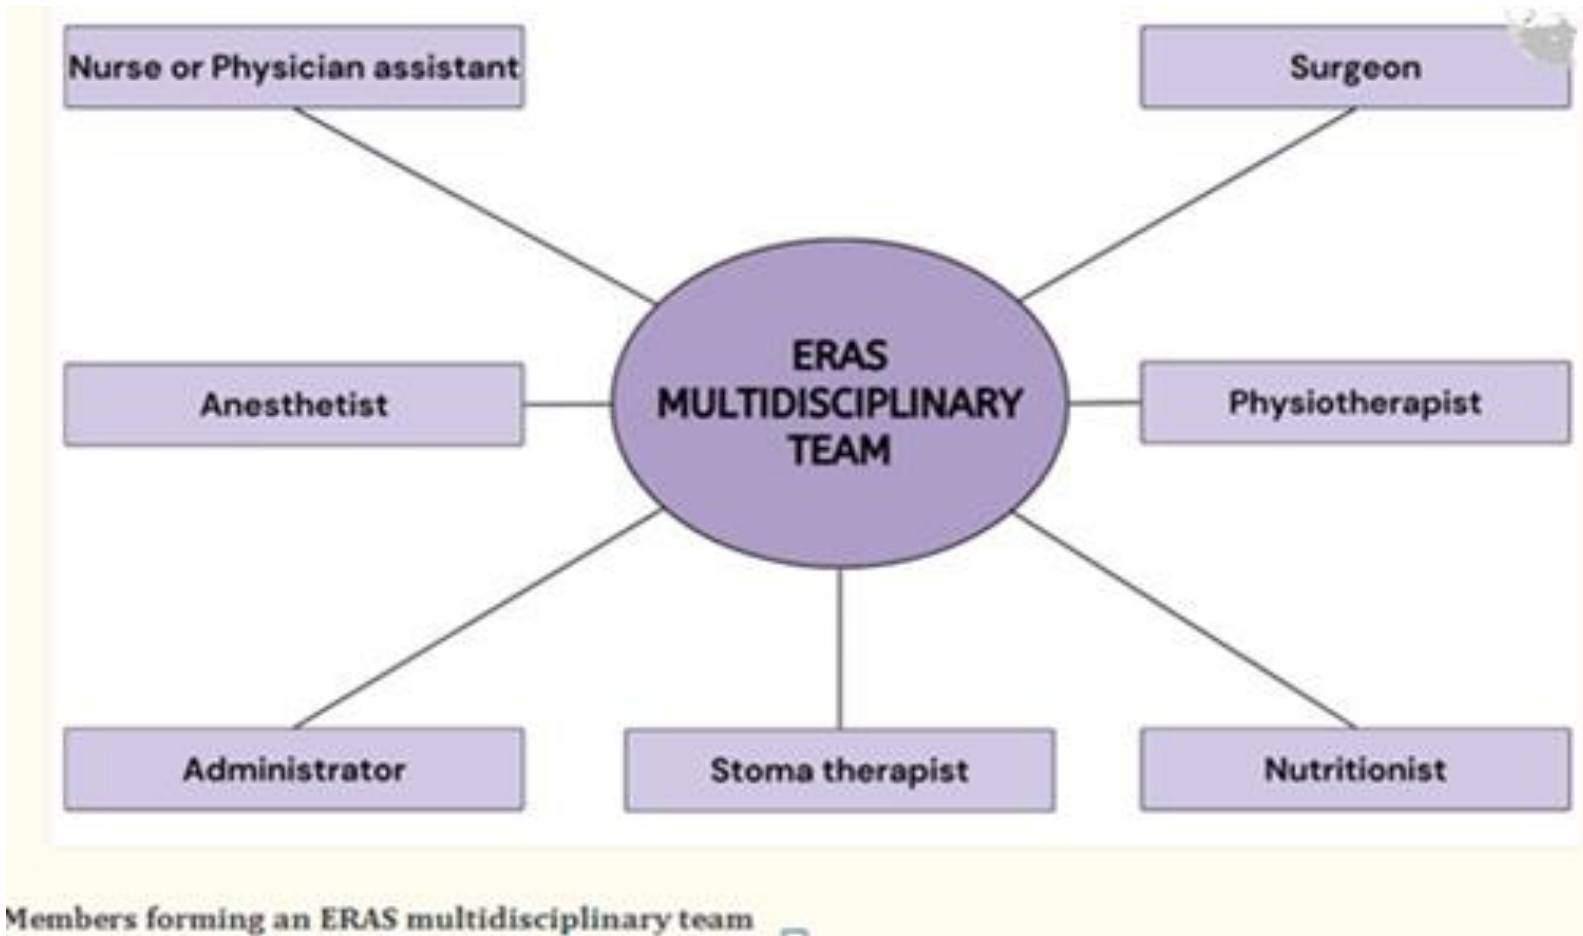 Nurse or Physician assistant
Surgeon
ERAS
MULTIDISCIPLINARY
TEAM
Anesthetist
Physiotherapist
Administrator
Stoma therapist
Nutritionist
Members forming an ERAS multidisciplinary team